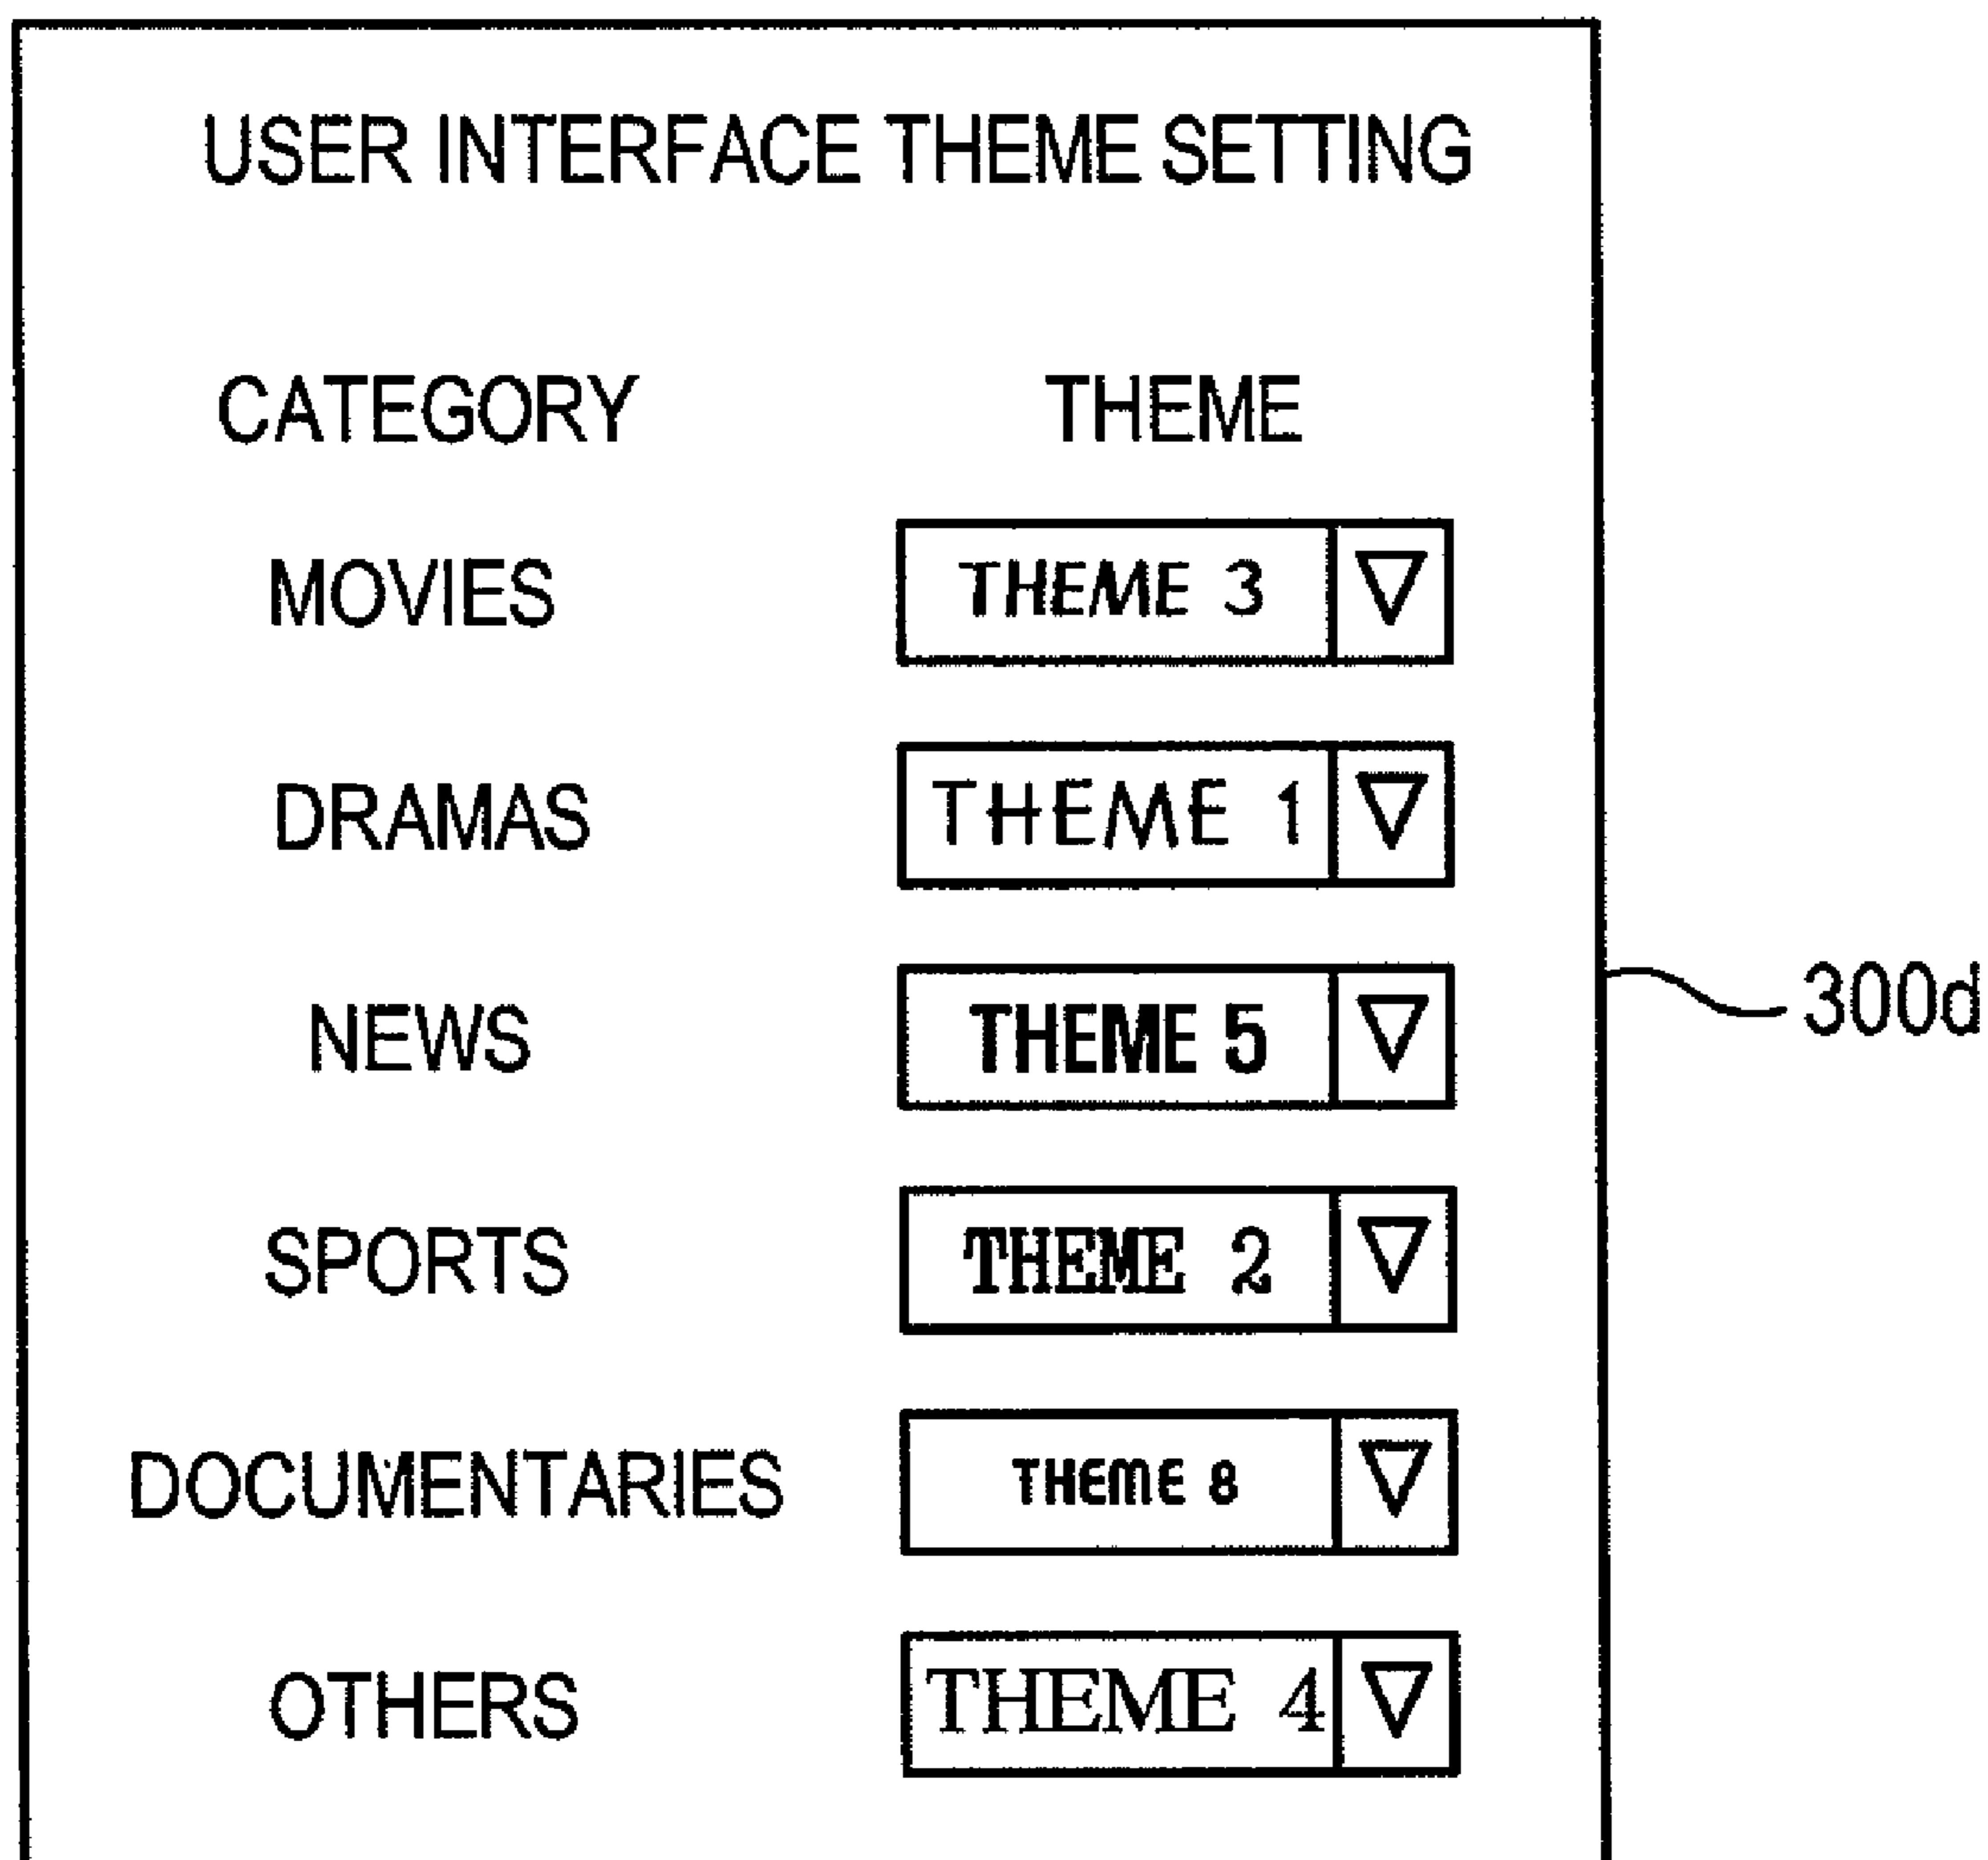 USER INTERFACE THEME SETTING
CATEGORY THEME
MOVIES THEME 3
DRAMAS THEME 1
NEWS THEME 5
300d
SPORTS THEME 2
DOCUMENTARIES THEME 8
OTHERS THEME 4